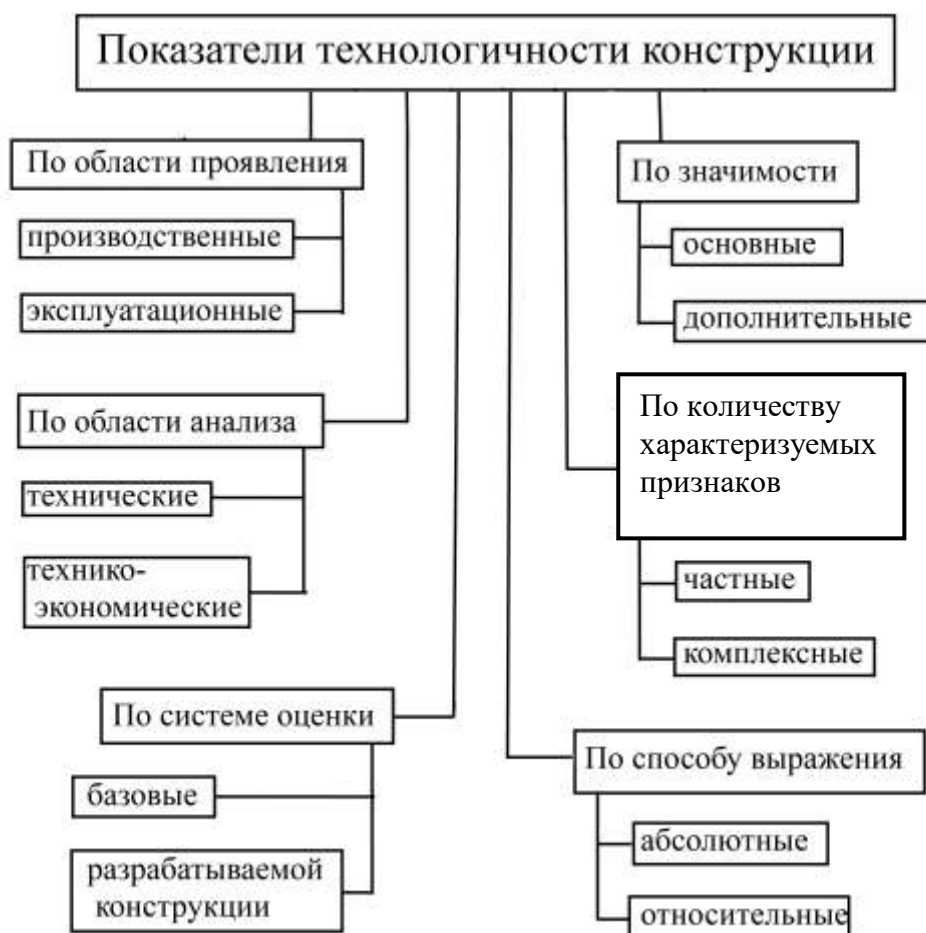 Показатели технологичности конструкции
По области проявления
производственные
эксплуатационные
По области анализа
технические
технико-
экономические
По системе оценки
базовые
разрабатываемой
конструкции
По значимости
основные
дополнительные
По количеству
характеризуемых
признаков
частные
комплексные
По способу выражения
абсолютные
относительные